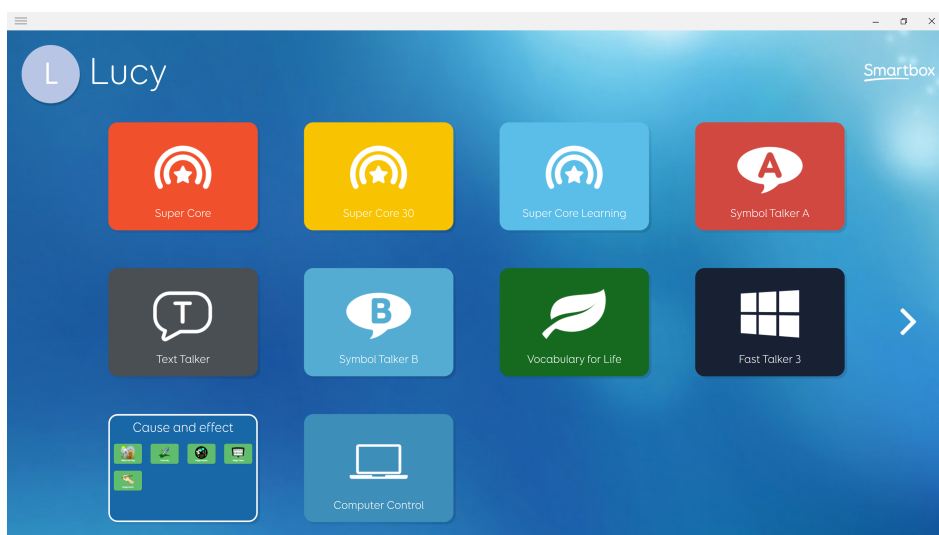 L
Lucy
Smartbox
Super Core
Super Core 30
Super Core Learning
A
Symbol Talker A
T
Text Talker
B
Symbol Talker B
Vocabulary for Life
Fast Talker 3
Cause and effect
Computer Control